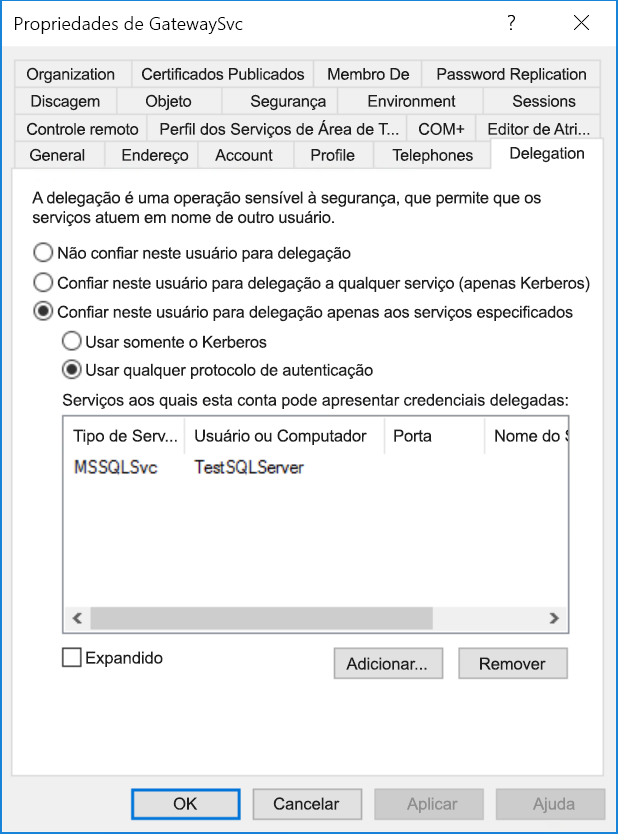 Propriedades de GatewaySvc
?
Organization Certificados Publicados Membro De Password Replication
Discagem Objeto Segurança Environment Sessions
Controle remoto Perfil dos Serviços de Área de T... COM+ Editor de Atri...
General Endereço Account Profile Telephones Delegation
A delegação é uma operação sensível à segurança, que permite que os
serviços atuem em nome de outro usuário.
Não confiar neste usuário para delegação
Confiar neste usuário para delegação a qualquer serviço (apenas Kerberos)
Confiar neste usuário para delegação apenas aos serviços especificados
Usar somente o Kerberos
Usar qualquer protocolo de autenticação
Serviços aos quais esta conta pode apresentar credenciais delegadas:
Tipo de Serv... Usuário ou Computador Porta Nome do
MSSQLSvc TestSQLServer
Expandido
Adicionar... Remover
OK Cancelar Aplicar Ajuda